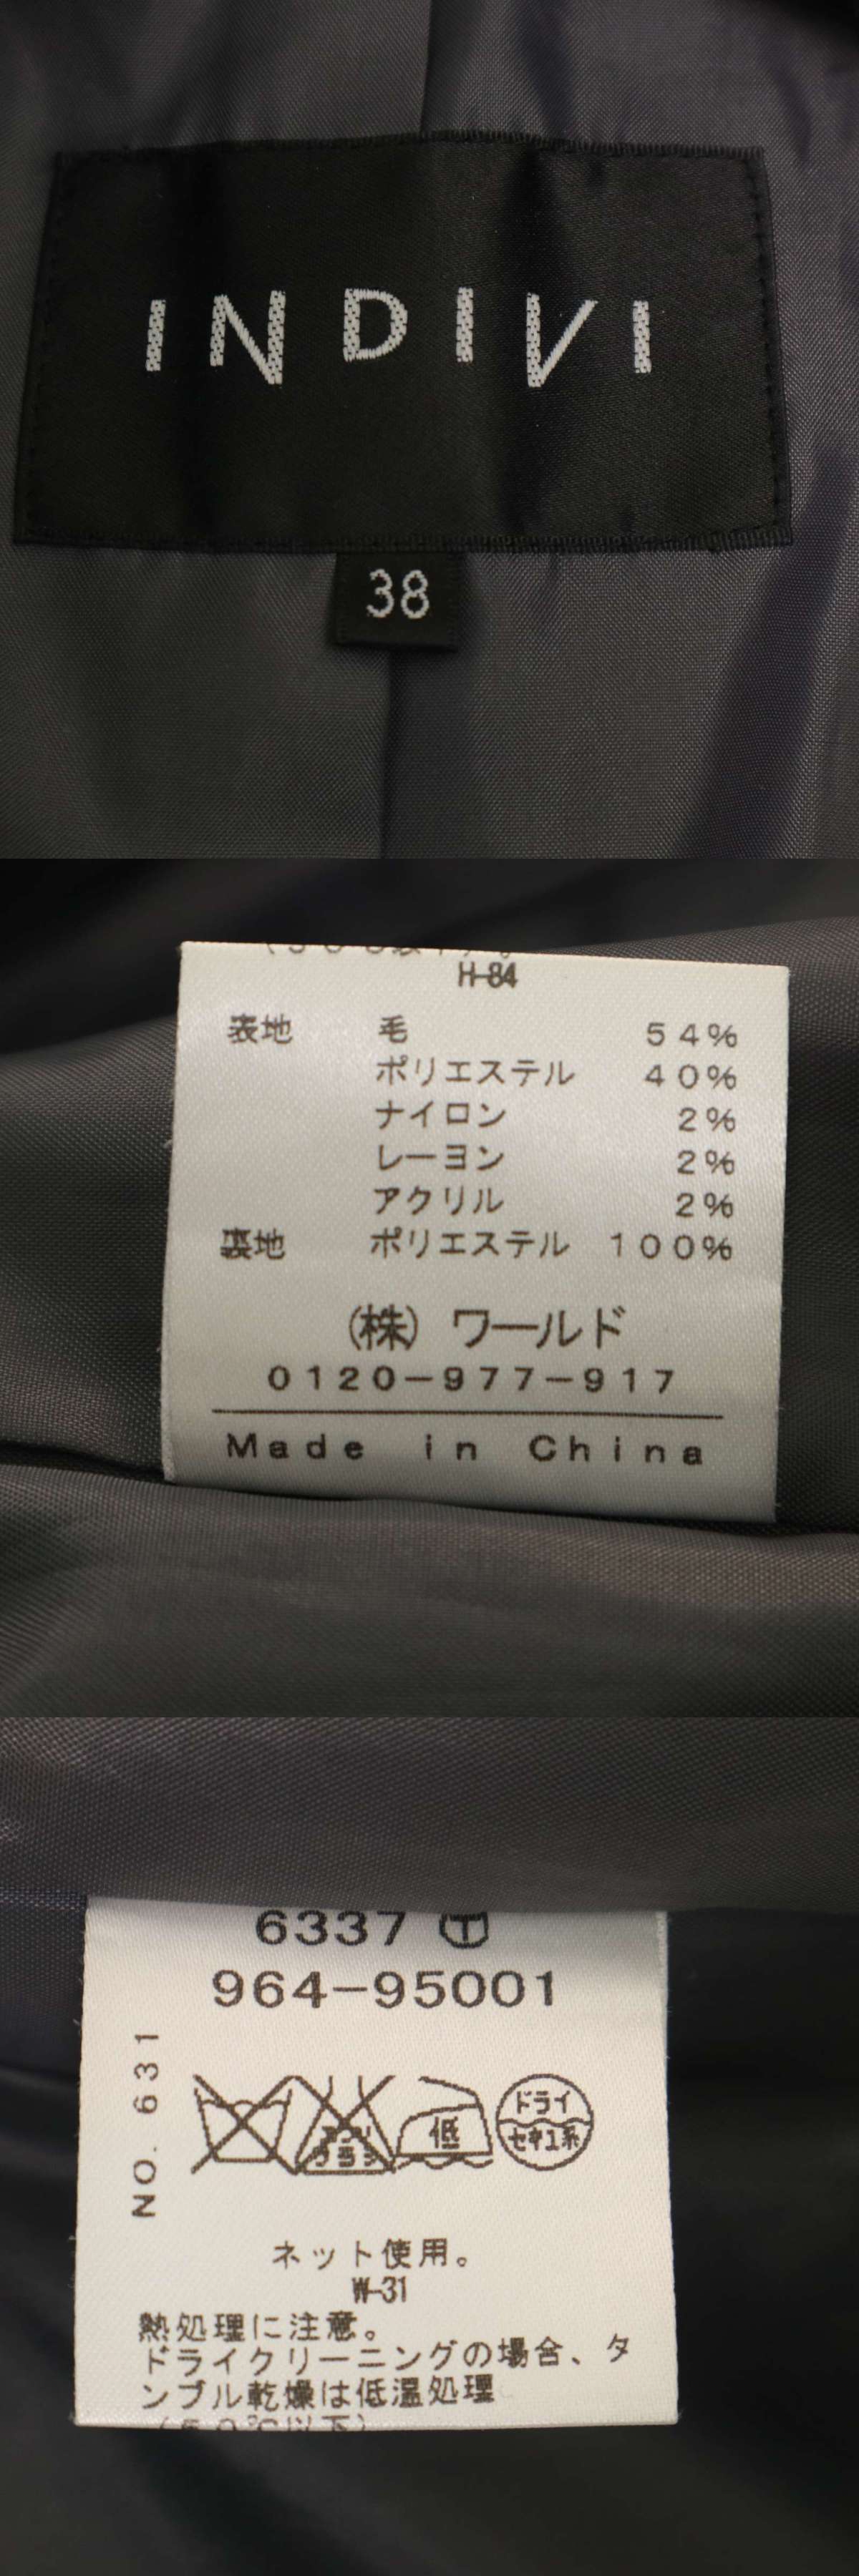 INDIVI
38
H-84
表地 毛 54%
ポリエステル 40%
ナイロン 2%
レーヨン 2%
アクリル 2%
裏地 ポリエステル 100%
(株) ワールド
0120-977-917
Made in China
6337 Ⓣ
964-95001
NO. 631
低
ドライ
セキユ系
ネット使用。
W-31
熱処理に注意。
ドライクリーニングの場合、タ
ンブル乾燥は低温処理